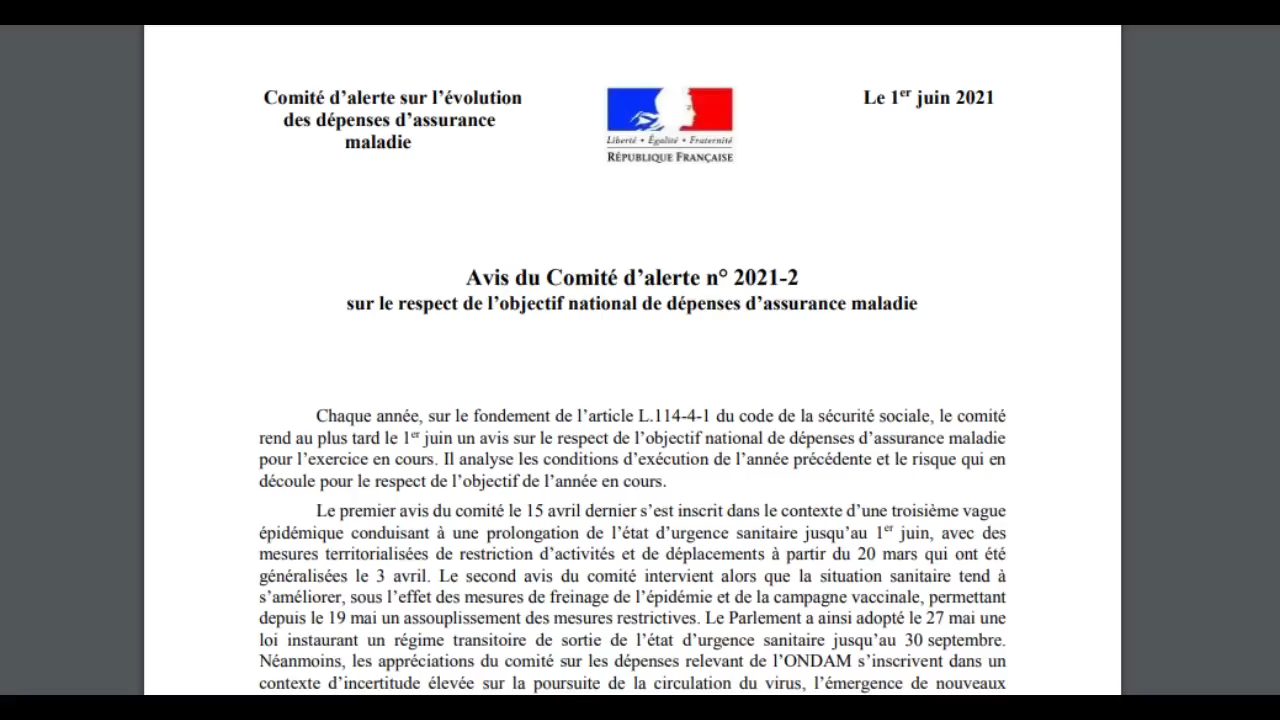 Comité d’alerte sur l’évolution
des dépenses d’assurance
maladie
Liberté • Égalité • Fraternité
RÉPUBLIQUE FRANÇAISE
Le 1er juin 2021
Avis du Comité d’alerte n° 2021-2
sur le respect de l’objectif national de dépenses d’assurance maladie
Chaque année, sur le fondement de l’article L.114-4-1 du code de la sécurité sociale, le comité
rend au plus tard le 1er juin un avis sur le respect de l’objectif national de dépenses d’assurance maladie
pour l’exercice en cours. Il analyse les conditions d’exécution de l’année précédente et le risque qui en
découle pour le respect de l’objectif de l’année en cours.
Le premier avis du comité le 15 avril dernier s’est inscrit dans le contexte d’une troisième vague
épidémique conduisant à une prolongation de l’état d’urgence sanitaire jusqu’au 1er juin, avec des
mesures territorialisées de restriction d’activités et de déplacements à partir du 20 mars qui ont été
généralisées le 3 avril. Le second avis du comité intervient alors que la situation sanitaire tend à
s’améliorer, sous l’effet des mesures de freinage de l’épidémie et de la campagne vaccinale, permettant
depuis le 19 mai un assouplissement des mesures restrictives. Le Parlement a ainsi adopté le 27 mai une
loi instaurant un régime transitoire de sortie de l’état d’urgence sanitaire jusqu’au 30 septembre.
Néanmoins, les appréciations du comité sur les dépenses relevant de l’ONDAM s’inscrivent dans un
contexte d’incertitude élevée sur la poursuite de la circulation du virus, l’émergence de nouveaux